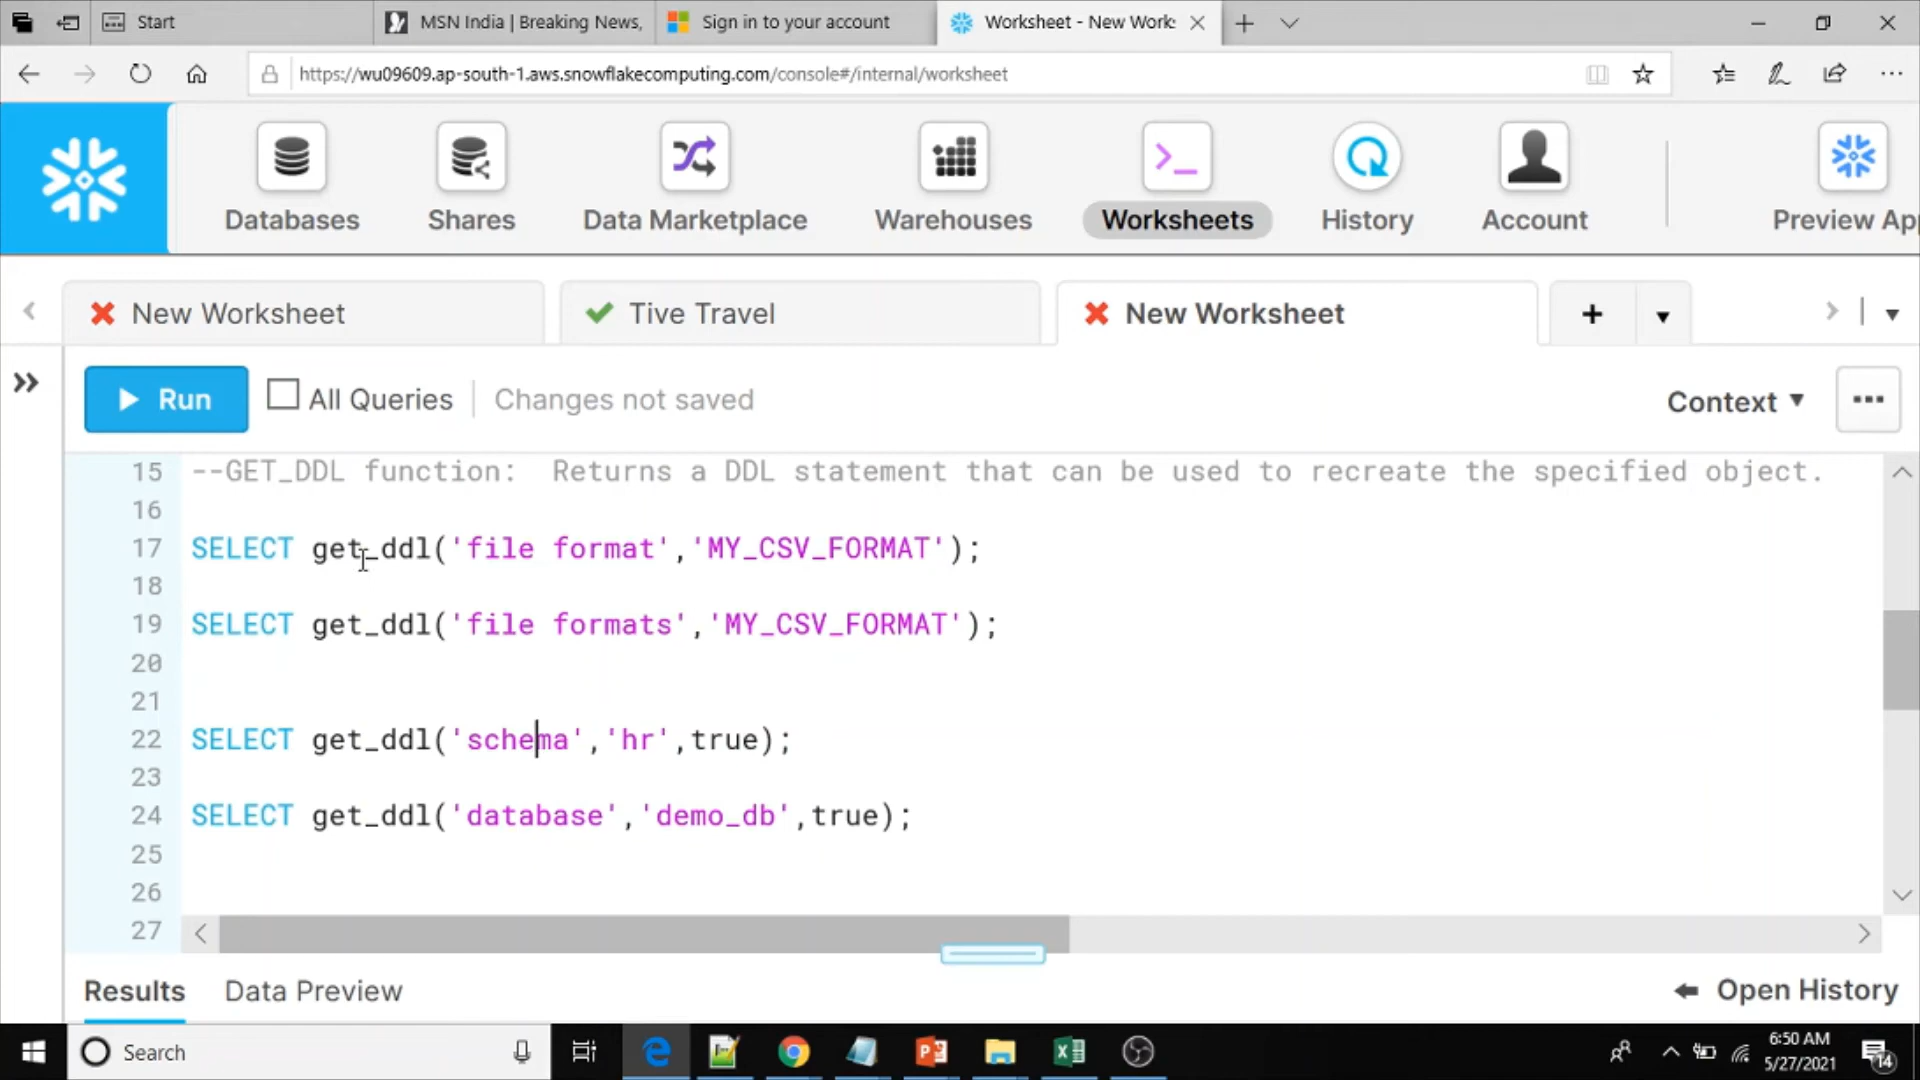 Start
MSN India | Breaking News,
Sign in to your account
Worksheet - New Work
https://wu09609.ap-south-1.aws.snowflakecomputing.com/console#/internal/worksheet
Databases
Shares
Data Marketplace
Warehouses
Worksheets
History
Account
Preview Ap
New Worksheet
Tive Travel
New Worksheet
Run
All Queries
Changes not saved
Context
15 --GET_DDL function:  Returns a DDL statement that can be used to recreate the specified object.
16
17 SELECT get_ddl('file format','MY_CSV_FORMAT');
18
19 SELECT get_ddl('file formats','MY_CSV_FORMAT');
20
21
22 SELECT get_ddl('schema','hr',true);
23
24 SELECT get_ddl('database','demo_db',true);
25
26
27
Results
Data Preview
Open History
Search
6:50 AM
5/27/2021
14